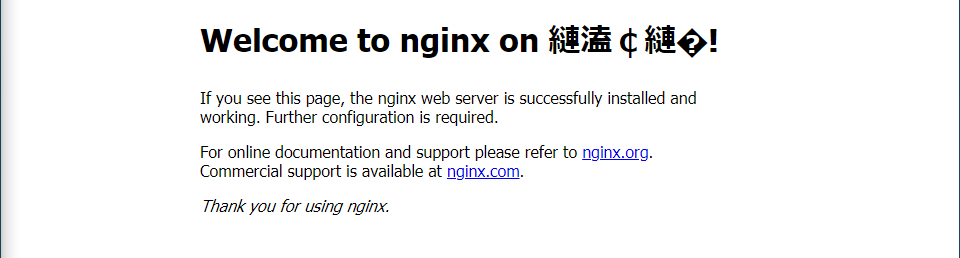 Welcome to nginx on 縺溘￠縺�!
If you see this page, the nginx web server is successfully installed and
working. Further configuration is required.
For online documentation and support please refer to nginx.org.
Commercial support is available at nginx.com.
Thank you for using nginx.